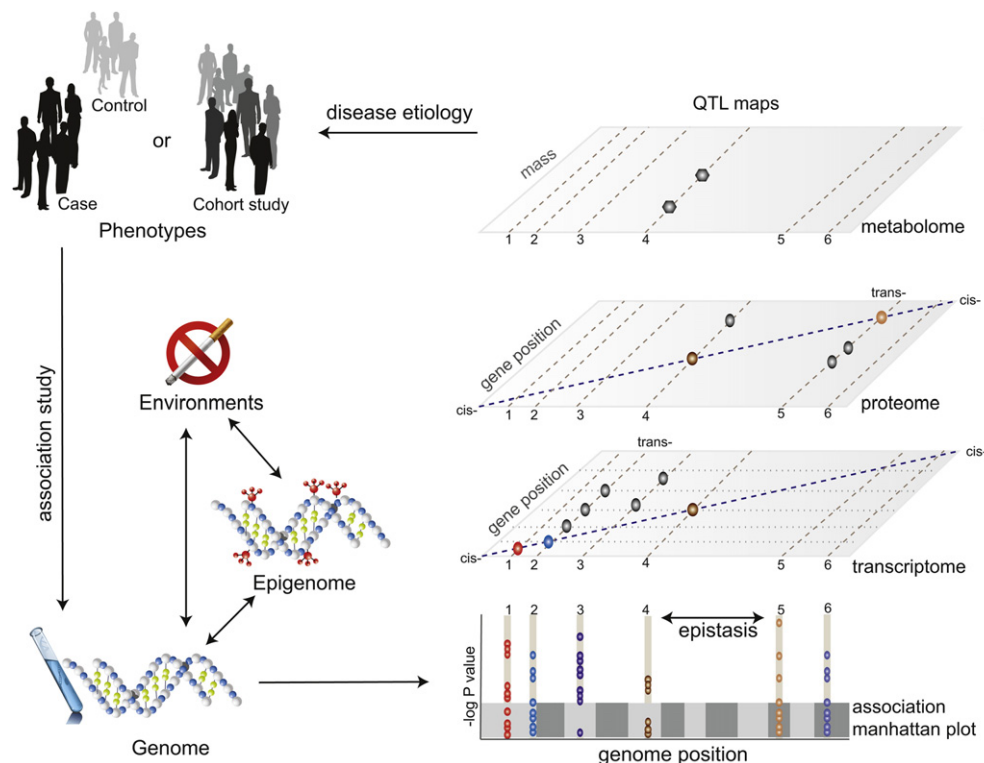 Control
or
Case
Cohort study
Phenotypes
disease etiology
QTL maps
mass
1 2 3 4 5 6
metabolome
association study
Environments
Epigenome
Genome
trans-
cis-
gene position
cis-
1 2 3 4 5 6
proteome
trans-
cis-
gene position
cis-
1 2 3 4 5 6
transcriptome
1 2 3 4 5 6
epistasis
-log P value
association
manhattan plot
genome position